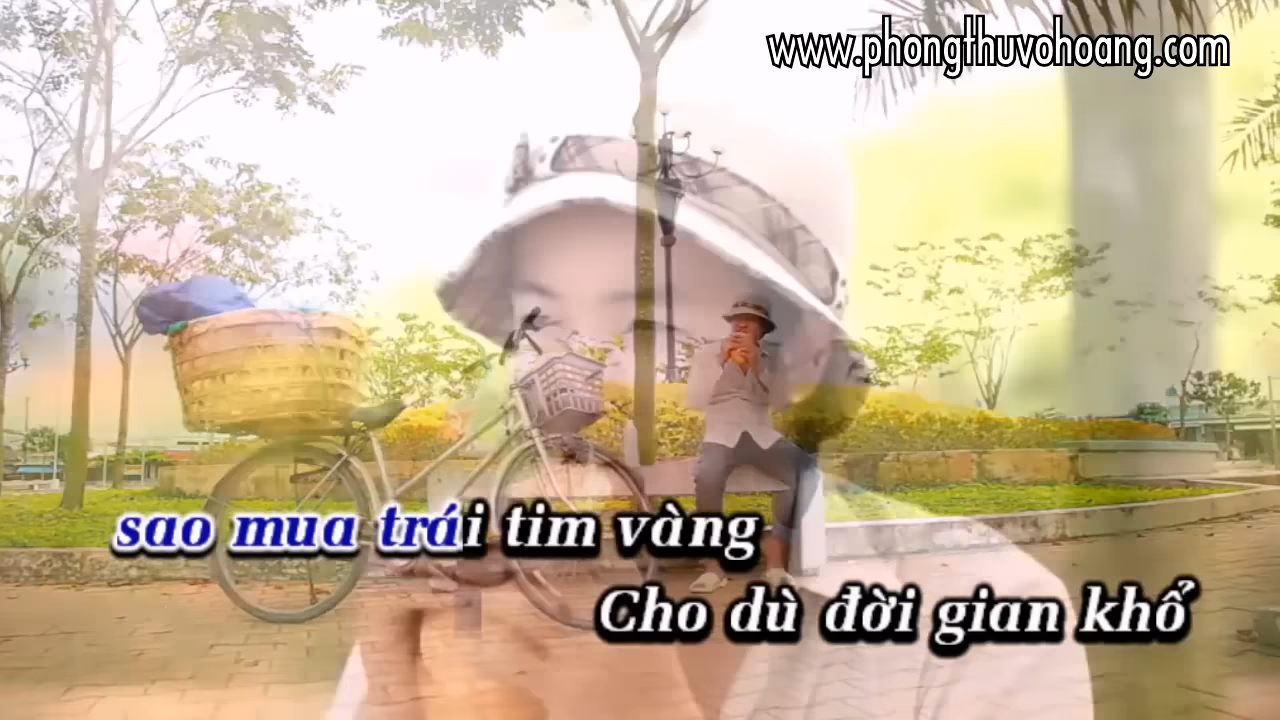 www.phongthuvohoang.com
sao mua trái tim vàng
Cho dù đời gian khổ